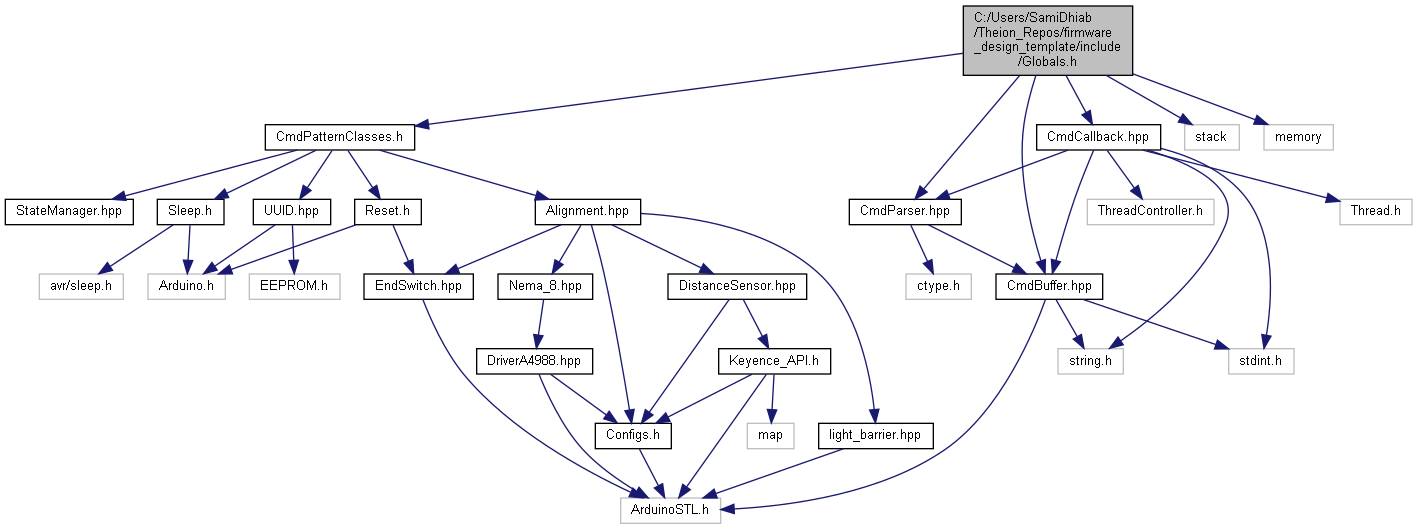 C:/Users/SamiDhiab
/Theion_Repos/firmware
_design_template/include
/Globals.h
CmdPatternClasses.h
CmdCallback.hpp
stack
memory
StateManager.hpp
Sleep.h
UUID.hpp
Reset.h
Alignment.hpp
CmdParser.hpp
ThreadController.h
Thread.h
avr/sleep.h
Arduino.h
EEPROM.h
EndSwitch.hpp
Nema_8.hpp
DistanceSensor.hpp
ctype.h
CmdBuffer.hpp
DriverA4988.hpp
Keyence_API.h
string.h
stdint.h
Configs.h
map
light_barrier.hpp
ArduinoSTL.h